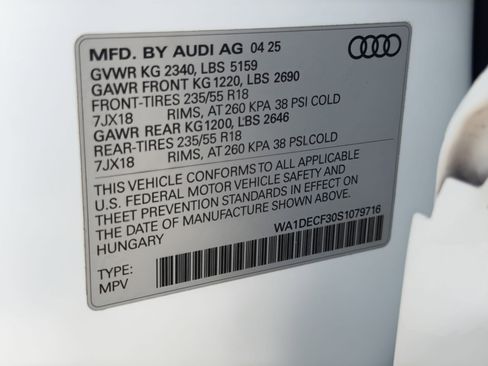 MFD. BY AUDI AG 04 25
GVWR KG 2340, LBS 5159
GAWR FRONT KG 1220, LBS 2690
FRONT-TIRES 235/55 R18
7JX18 RIMS, AT 260 KPA 38 PSI COLD
GAWR REAR KG 1200, LBS 2646
REAR-TIRES 235/55 R18
7JX18 RIMS, AT 260 KPA 38 PSI COLD
THIS VEHICLE CONFORMS TO ALL APPLICABLE
U.S. FEDERAL MOTOR VEHICLE SAFETY AND
THEFT PREVENTION STANDARDS IN EFFECT ON
THE DATE OF MANUFACTURE SHOWN ABOVE
HUNGARY
WA1DECF30S1079716
TYPE:
MPV